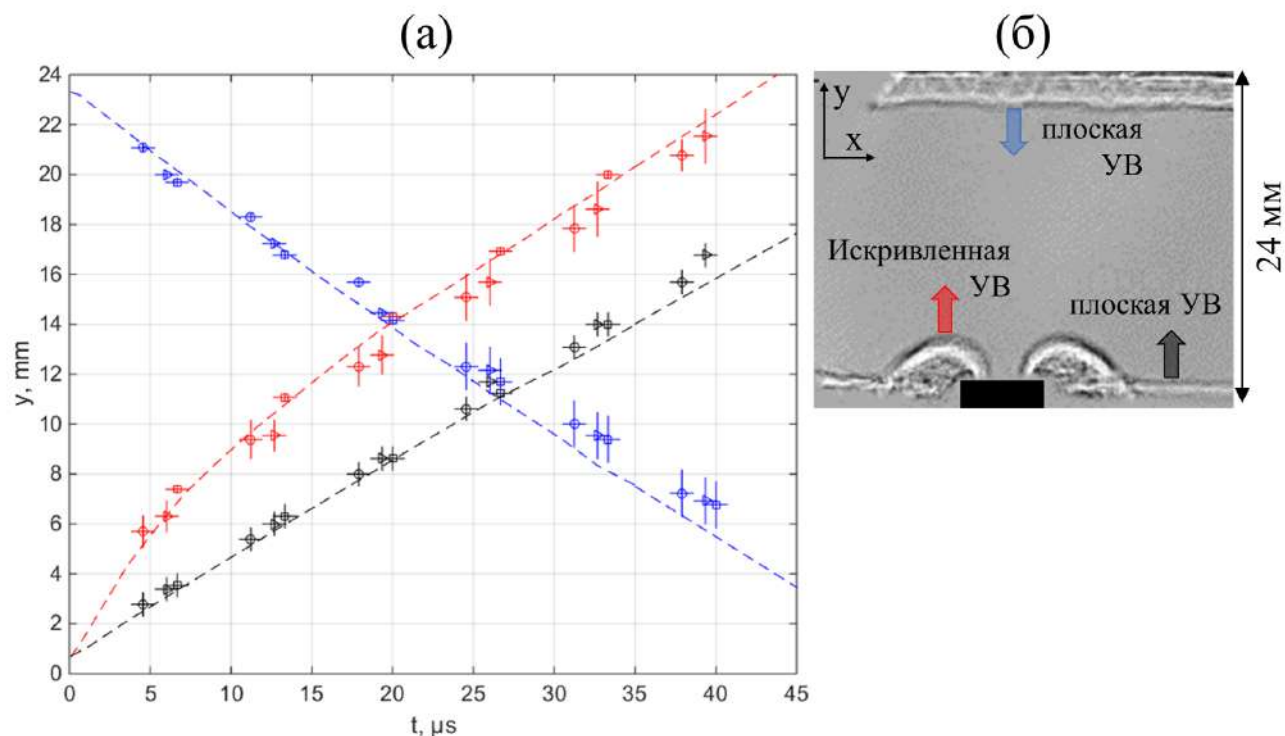 (а)
(б)
24
22
20
18
16
14
12
10
8
6
4
2
0
y, mm
0 5 10 15 20 25 30 35 40 45
t, µs
y
x
плоская
УВ
Искривленная
УВ
плоская УВ
24 мм